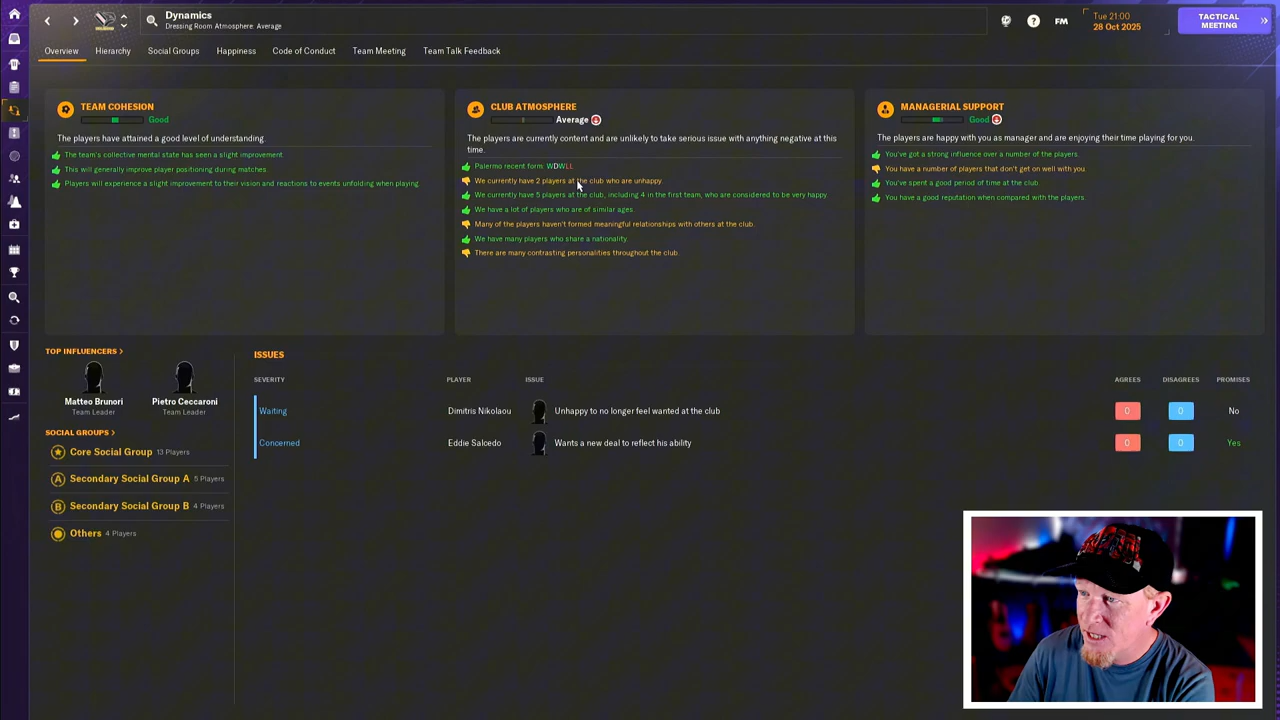 Dynamics
Dressing Room Atmosphere: Average
FM
Tue 21:00
28 Oct 2025
TACTICAL
MEETING
Overview
Hierarchy
Social Groups
Happiness
Code of Conduct
Team Meeting
Team Talk Feedback
TEAM COHESION
Good
The players have attained a good level of understanding.
The team's collective mental state has seen a slight improvement.
This will generally improve player positioning during matches.
Players will experience a slight improvement to their vision and reactions to events unfolding when playing.
CLUB ATMOSPHERE
Average
The players are currently content and are unlikely to take serious issue with anything negative at this
time.
Palermo recent form: WDWLL
We currently have 2 players at the club who are unhappy.
We currently have 5 players at the club, including 4 in the first team, who are considered to be very happy.
We have a lot of players who are of similar ages.
Many of the players haven't formed meaningful relationships with others at the club.
We have many players who share a nationality.
There are many contrasting personalities throughout the club.
MANAGERIAL SUPPORT
Good
The players are happy with you as manager and are enjoying their time playing for you.
You've got a strong influence over a number of the players.
You have a number of players that don't get on well with you.
You've spent a good period of time at the club.
You have a good reputation when compared with the players.
TOP INFLUENCERS >
Matteo Brunori
Team Leader
Pietro Ceccaroni
Team Leader
SOCIAL GROUPS >
Core Social Group 13 Players
A Secondary Social Group A 5 Players
B Secondary Social Group B 4 Players
Others 4 Players
ISSUES
SEVERITY PLAYER ISSUE AGREES DISAGREES PROMISES
Waiting Dimitris Nikolaou Unhappy to no longer feel wanted at the club 0 0 No
Concerned Eddie Salcedo Wants a new deal to reflect his ability 0 0 Yes